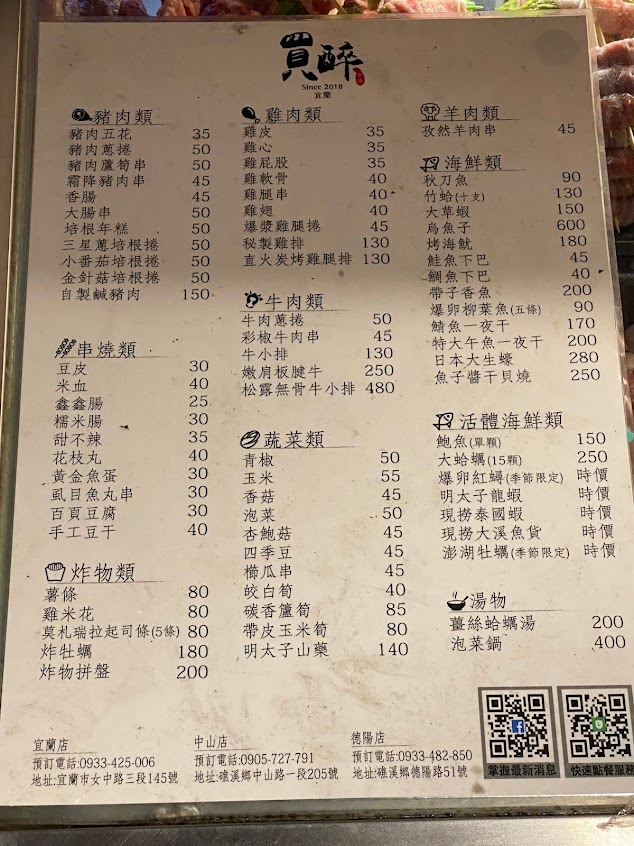 買醉
Since 2018
宜蘭
豬肉類
豬肉五花 35
豬肉蔥捲 50
豬肉蘆筍串 50
霜降豬肉串 45
香腸 45
大腸串 50
培根年糕 50
三星蔥培根捲 50
小番茄培根捲 50
金針菇培根捲 50
自製鹹豬肉 150
串燒類
豆皮 30
米血 40
鑫鑫腸 25
糯米腸 30
甜不辣 35
花枝丸 40
黃金魚蛋 30
虱目魚丸串 30
百頁豆腐 30
手工豆干 40
炸物類
薯條 80
雞米花 80
莫札瑞拉起司條(5條) 80
炸牡蠣 180
炸物拼盤 200
雞肉類
雞皮 35
雞心 35
雞屁股 35
雞軟骨 40
雞腿串 40
雞翅 40
爆漿雞腿捲 45
秘製雞排 130
直火炭烤雞腿排 130
牛肉類
牛肉蔥捲 50
彩椒牛肉串 45
牛小排 130
嫩肩板腱牛 250
松露無骨牛小排 480
蔬菜類
青椒 50
玉米 55
香菇 45
泡菜 50
杏鮑菇 45
四季豆 45
櫛瓜串 45
皎白筍 40
碳香蘆筍 85
帶皮玉米筍 80
明太子山藥 140
羊肉類
孜然羊肉串 45
海鮮類
秋刀魚 90
竹蛤(十支) 130
大草蝦 150
烏魚子 600
烤海魷 180
鮭魚下巴 45
鯛魚下巴 40
帶子香魚 200
爆卵柳葉魚(五條) 90
鯖魚一夜干 170
特大午魚一夜干 200
日本大生蠔 280
魚子醬干貝燒 250
活體海鮮類
鮑魚(單顆) 150
大蛤蠣(15顆) 250
爆卵紅蟳(季節限定) 時價
明太子龍蝦 時價
現撈泰國蝦 時價
現撈大溪魚貨 時價
澎湖牡蠣(季節限定) 時價
湯物
薑絲蛤蠣湯 200
泡菜鍋 400
宜蘭店
預訂電話:0933-425-006
地址:宜蘭市女中路三段145號
中山店
預訂電話:0905-727-791
地址:礁溪鄉中山路一段205號
德陽店
預訂電話:0933-482-850
地址:礁溪鄉德陽路51號
掌握最新消息
快速點餐服務